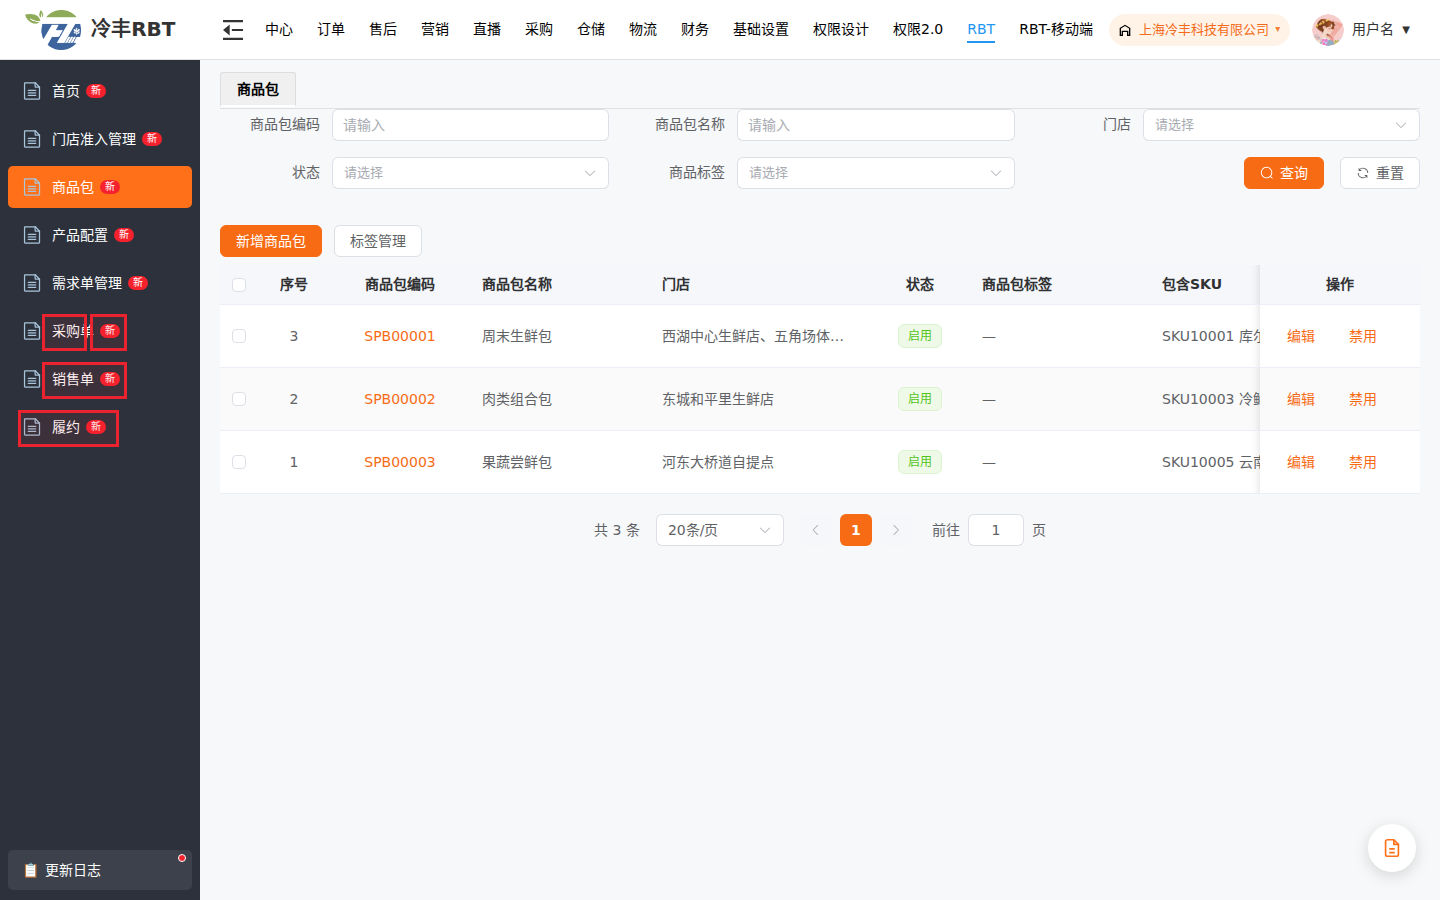 冷丰RBT
中心 订单 售后 营销 直播 采购 仓储 物流 财务 基础设置 权限设计 权限2.0 RBT RBT-移动端 上海冷丰科技有限公司 用户名
首页 新
门店准入管理 新
商品包 新
产品配置 新
需求单管理 新
采购单 新
销售单 新
履约 新
更新日志
商品包
商品包编码 请输入 商品包名称 请输入 门店 请选择
状态 请选择 商品标签 请选择 查询 重置
新增商品包 标签管理
序号 商品包编码 商品包名称 门店 状态 商品包标签 包含SKU 操作
3 SPB00001 周末生鲜包 西湖中心生鲜店、五角场体... 启用 — SKU10001 库尔 编辑 禁用
2 SPB00002 肉类组合包 东城和平里生鲜店 启用 — SKU10003 冷 编辑 禁用
1 SPB00003 果蔬尝鲜包 河东大桥道自提点 启用 — SKU10005 云南 编辑 禁用
共 3 条 20条/页 1 前往 1 页